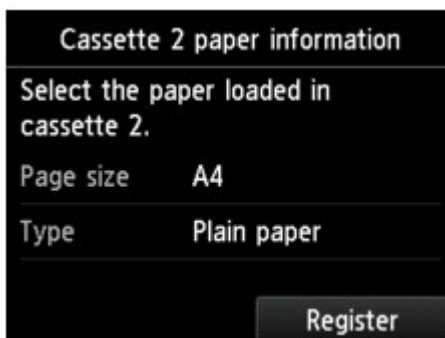 Cassette 2 paper information
Select the paper loaded in
cassette 2.
Page size A4
Type Plain paper
Register